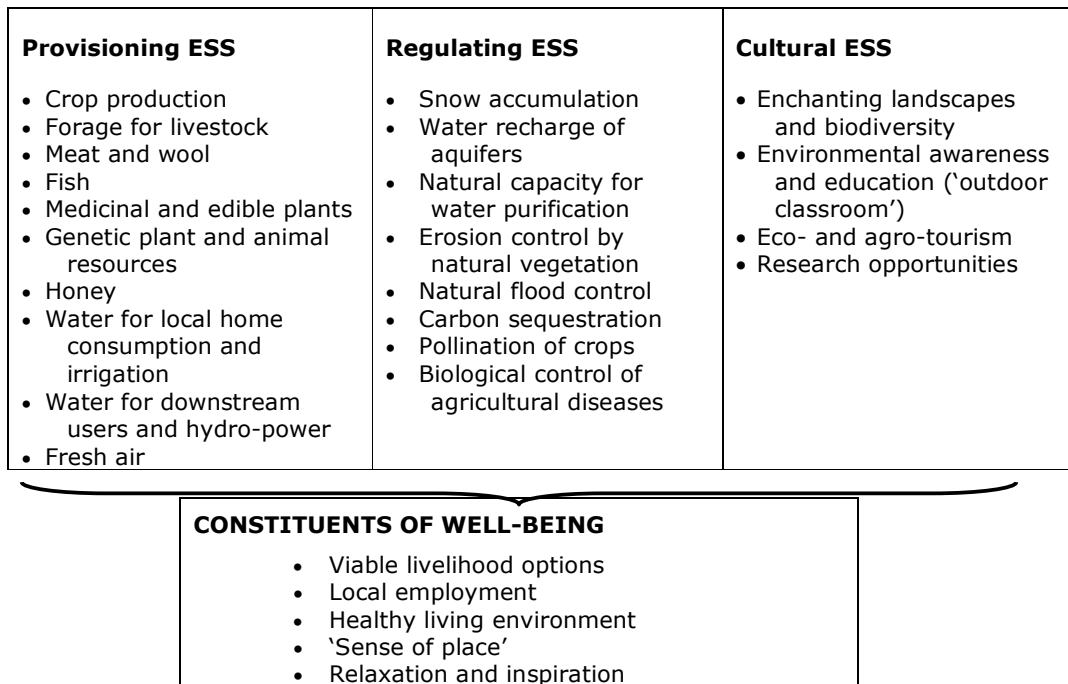 Provisioning ESS
• Crop production
• Forage for livestock
• Meat and wool
• Fish
• Medicinal and edible plants
• Genetic plant and animal
resources
• Honey
• Water for local home
consumption and
irrigation
• Water for downstream
users and hydro-power
• Fresh air
Regulating ESS
• Snow accumulation
• Water recharge of
aquifers
• Natural capacity for
water purification
• Erosion control by
natural vegetation
• Natural flood control
• Carbon sequestration
• Pollination of crops
• Biological control of
agricultural diseases
Cultural ESS
• Enchanting landscapes
and biodiversity
• Environmental awareness
and education (‘outdoor
classroom’)
• Eco- and agro-tourism
• Research opportunities
CONSTITUENTS OF WELL-BEING
• Viable livelihood options
• Local employment
• Healthy living environment
• ‘Sense of place’
• Relaxation and inspiration